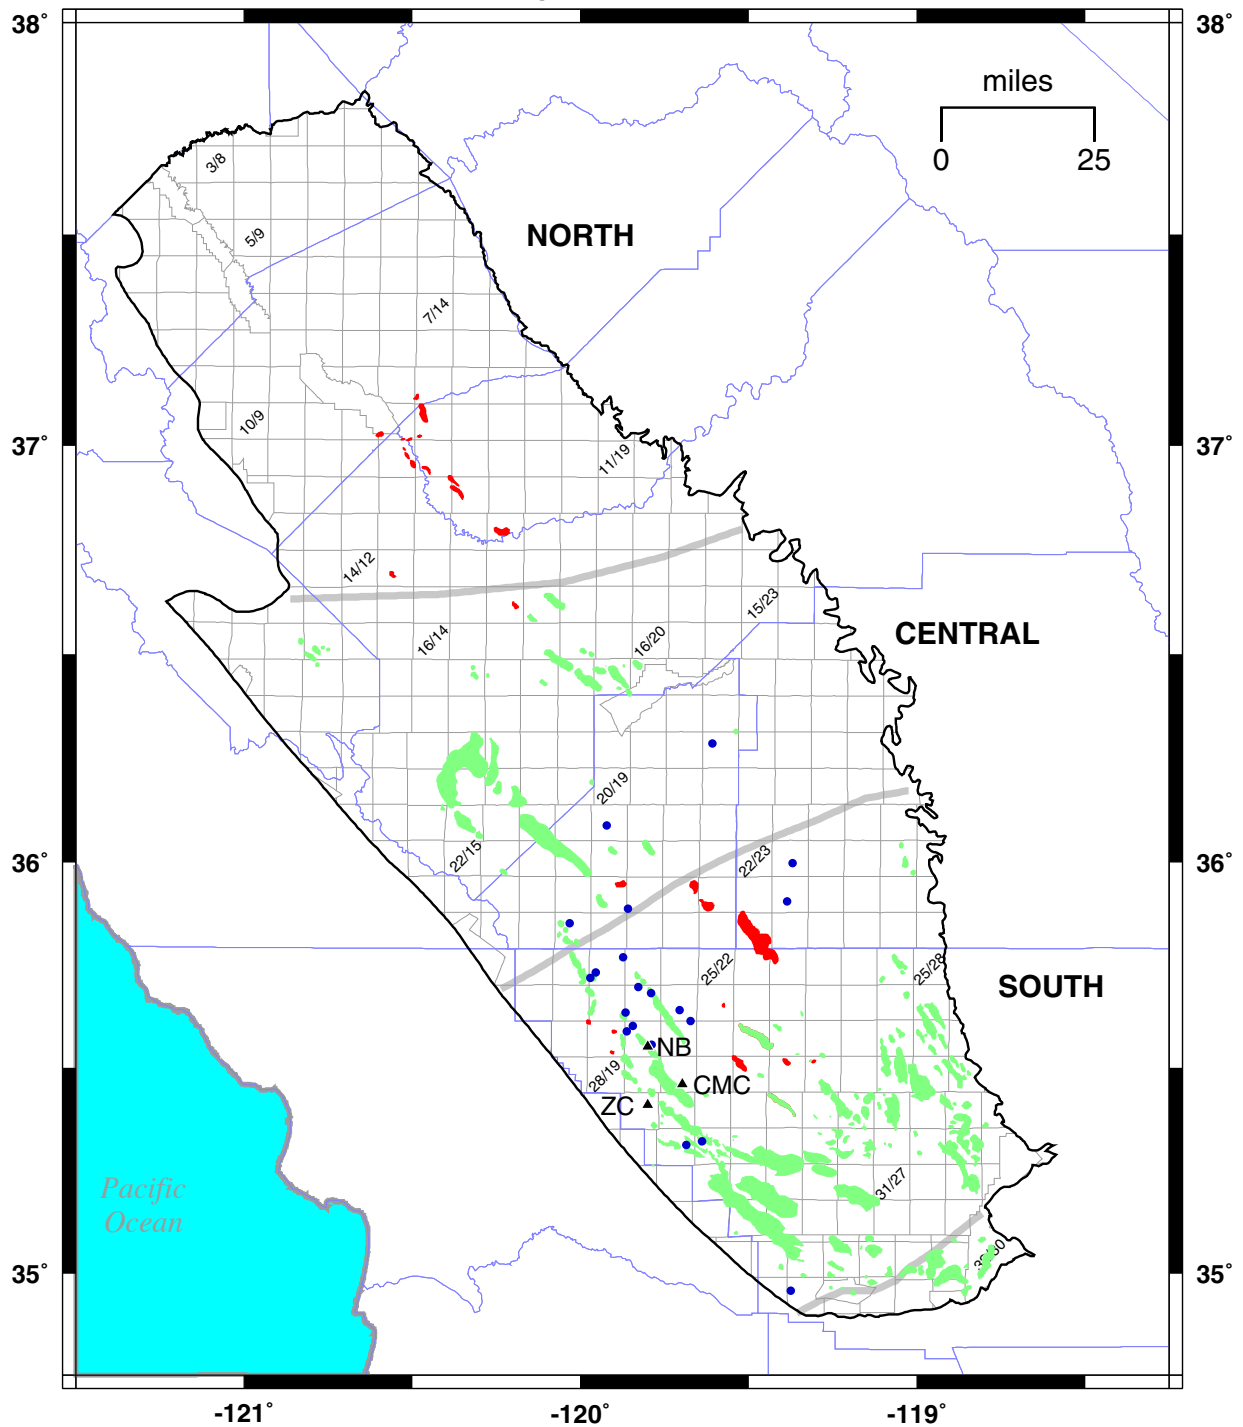 38° 38°
miles
0 25
3/8
NORTH
5/9
7/14
10/9
37° 11/19 37°
14/12
15/23
16/14 16/20 CENTRAL
20/19
22/15 22/23
36° 36°
25/22 25/28
SOUTH
NB
28/19 CMC
ZC
31/27
Pacific
Ocean
35° 35°
-121° -120° -119°